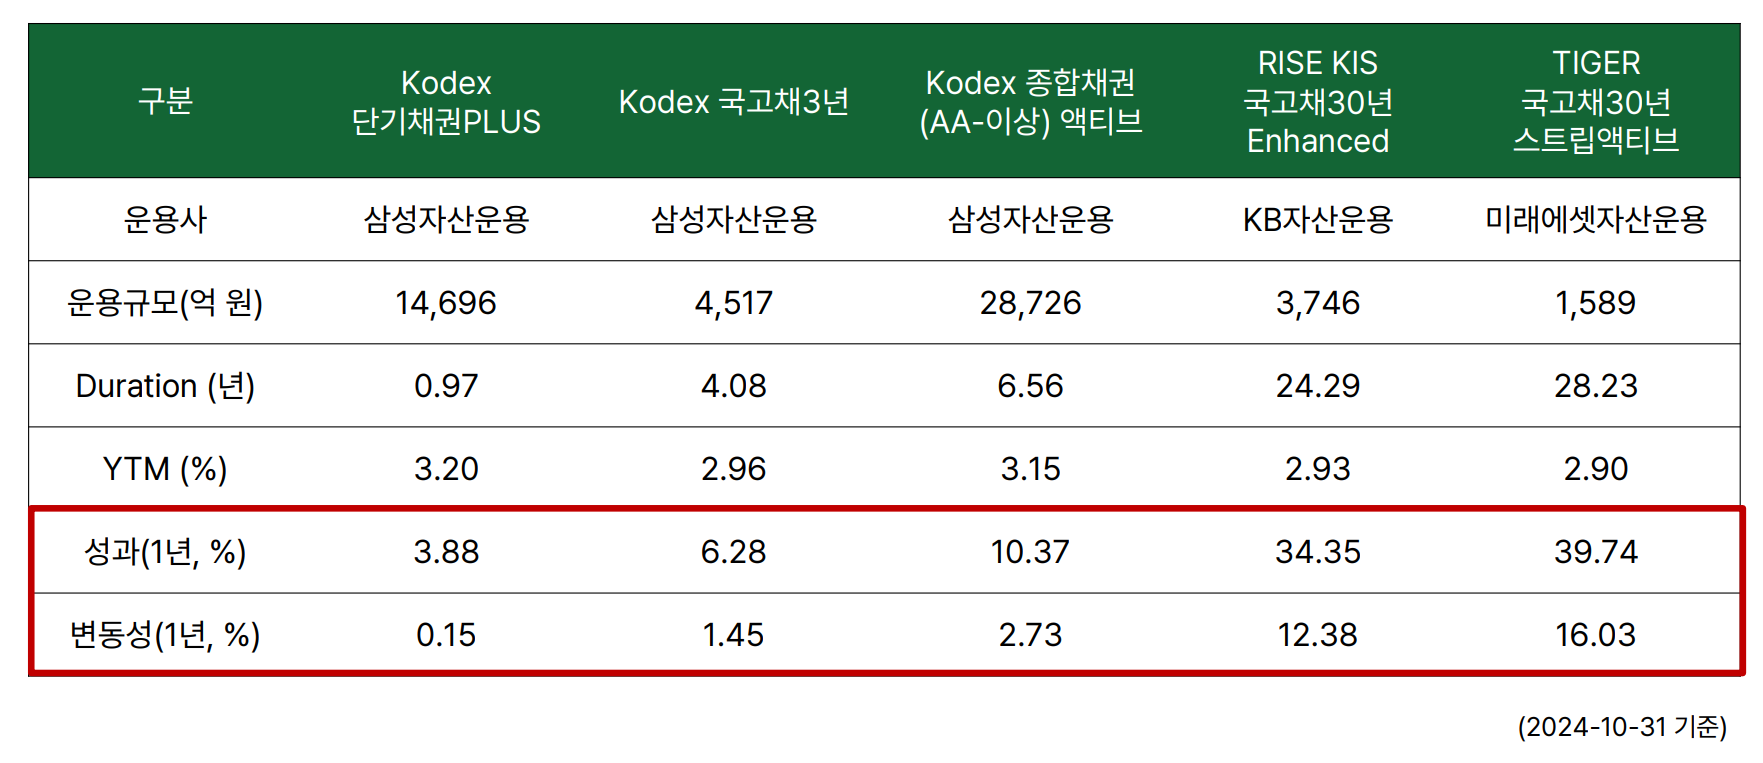 구분 Kodex 단기채권PLUS Kodex 국고채3년 Kodex 종합채권 (AA-이상) 액티브 RISE KIS 국고채30년 Enhanced TIGER 국고채30년 스트립액티브
운용사 삼성자산운용 삼성자산운용 삼성자산운용 KB자산운용 미래에셋자산운용
운용규모(억 원) 14,696 4,517 28,726 3,746 1,589
Duration (년) 0.97 4.08 6.56 24.29 28.23
YTM (%) 3.20 2.96 3.15 2.93 2.90
성과(1년, %) 3.88 6.28 10.37 34.35 39.74
변동성(1년, %) 0.15 1.45 2.73 12.38 16.03
(2024-10-31 기준)